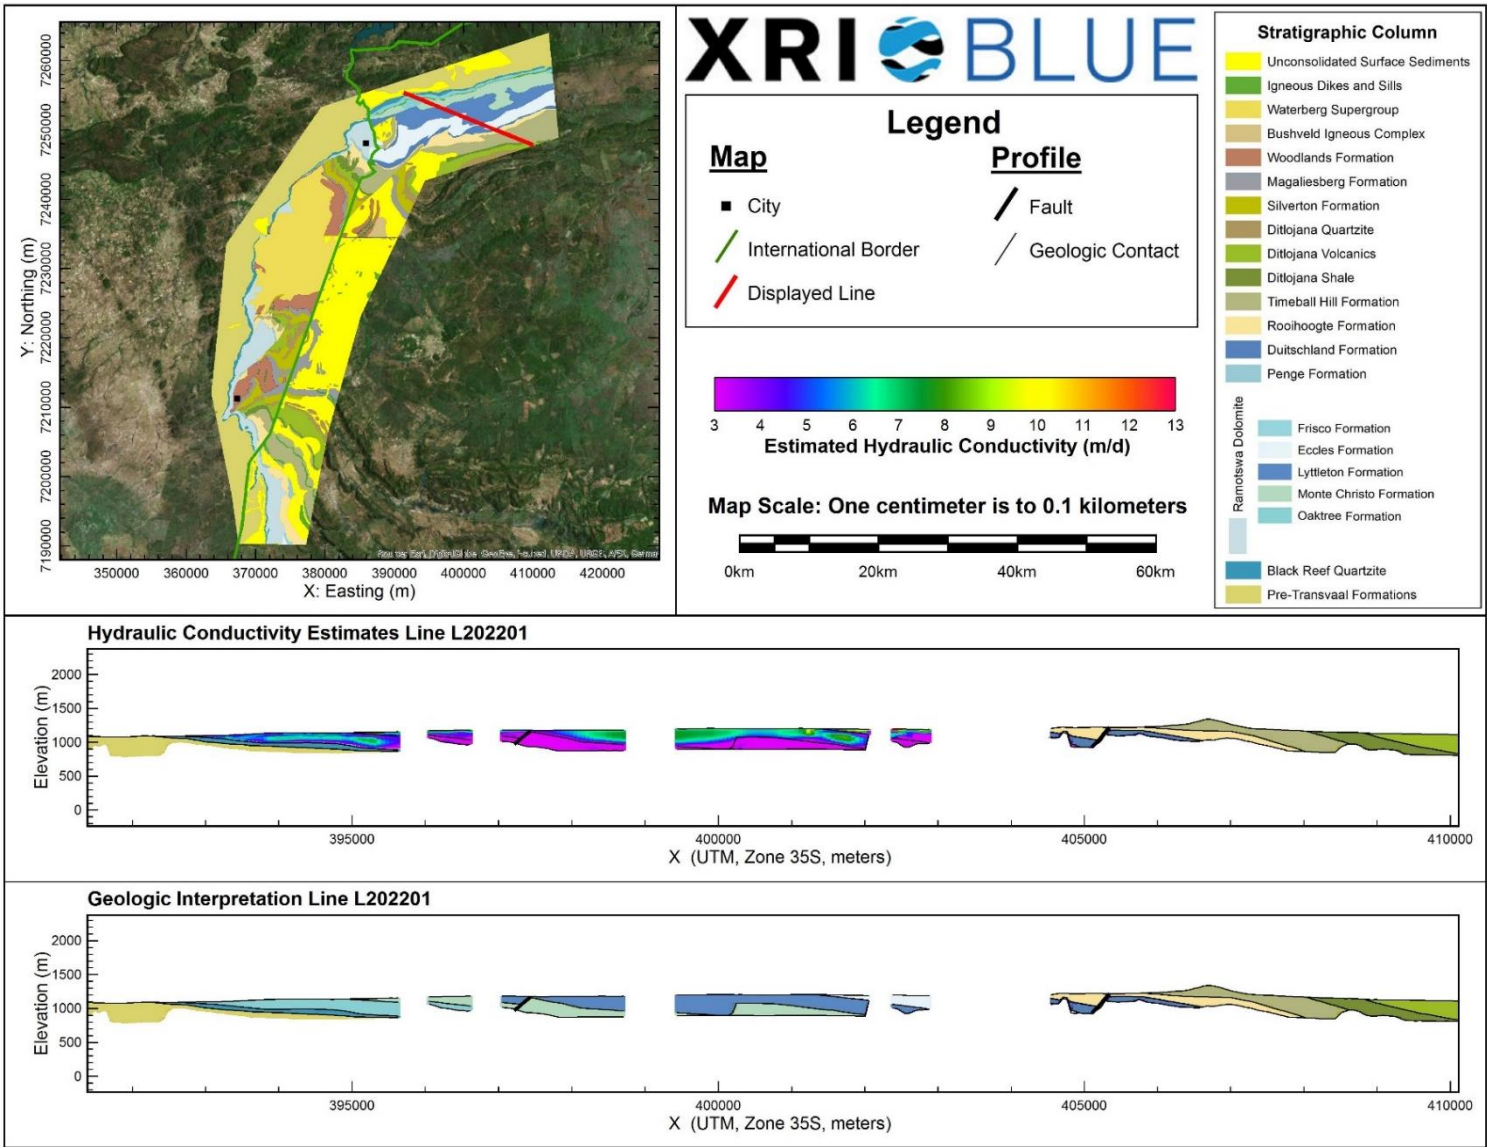 7260000
7250000
7240000
7230000
7220000
7210000
7200000
7190000
Y: Northing (m)
350000 360000 370000 380000 390000 400000 410000 420000
X: Easting (m)
XRI BLUE
Legend
Map
City
International Border
Displayed Line
Profile
Fault
Geologic Contact
3 4 5 6 7 8 9 10 11 12 13
Estimated Hydraulic Conductivity (m/d)
Map Scale: One centimeter is to 0.1 kilometers
0km 20km 40km 60km
Stratigraphic Column
Unconsolidated Surface Sediments
Igneous Dikes and Sills
Waterberg Supergroup
Bushveld Igneous Complex
Woodlands Formation
Magaliesberg Formation
Silverton Formation
Ditlojana Quartzite
Ditlojana Volcanics
Ditlojana Shale
Timeball Hill Formation
Rooihoogte Formation
Duitschland Formation
Penge Formation
Ramotswa Dolomite
Frisco Formation
Eccles Formation
Lyttleton Formation
Monte Christo Formation
Oaktree Formation
Black Reef Quartzite
Pre-Transvaal Formations
Hydraulic Conductivity Estimates Line L202201
Elevation (m)
2000
1500
1000
500
0
395000 400000 405000 410000
X (UTM, Zone 35S, meters)
Geologic Interpretation Line L202201
Elevation (m)
2000
1500
1000
500
0
395000 400000 405000 410000
X (UTM, Zone 35S, meters)